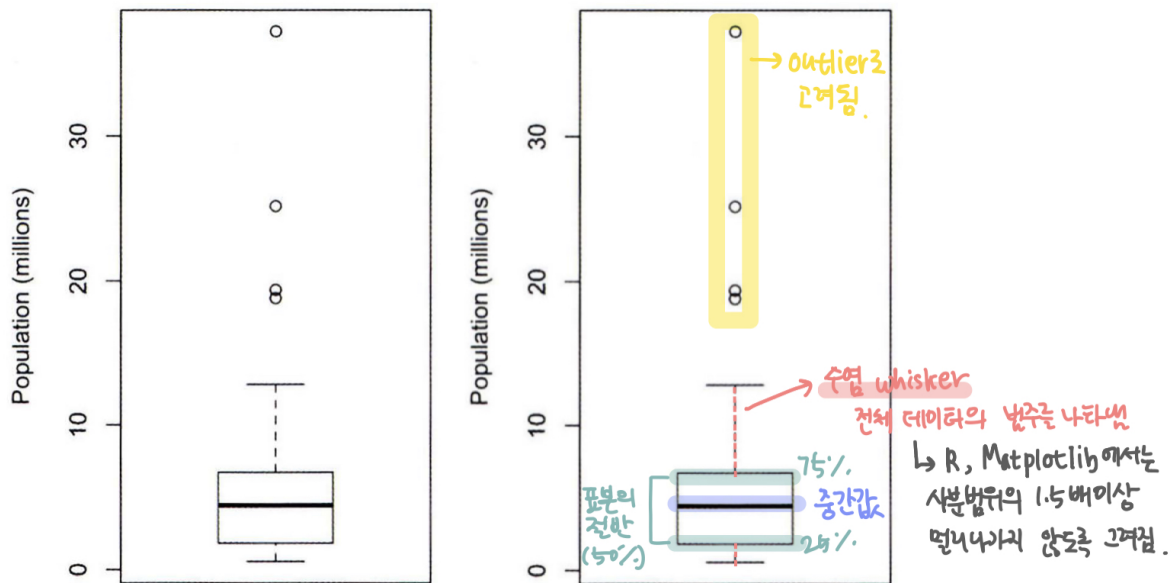 Population (millions)
30
20
10
0
Population (millions)
30
20
10
0
→ outlier로
고려됨.
수염 whisker
전체 데이터의 범주를 나타냄
↳ R, Matplotlib에서는
사분범위의 1.5배이상
멀리나가지 않도록 그려짐.
75%.
중간값
25%
표본의
절반
(50%)